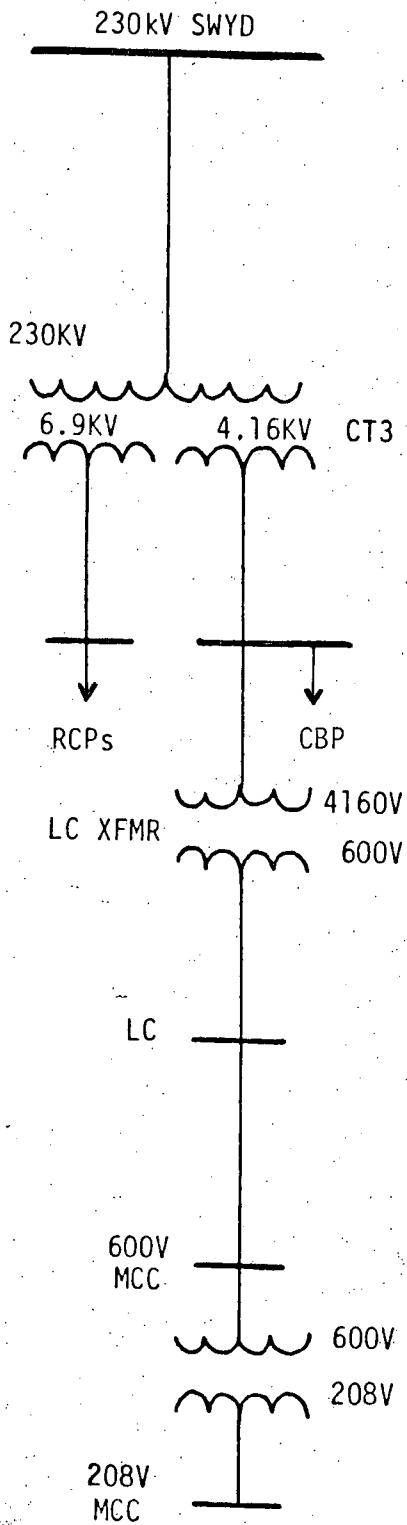 230kV SWYD
230KV
6.9KV
4.16KV
CT3
RCPs
CBP
4160V
LC XFMR
600V
LC
600V
MCC
600V
208V
208V
MCC